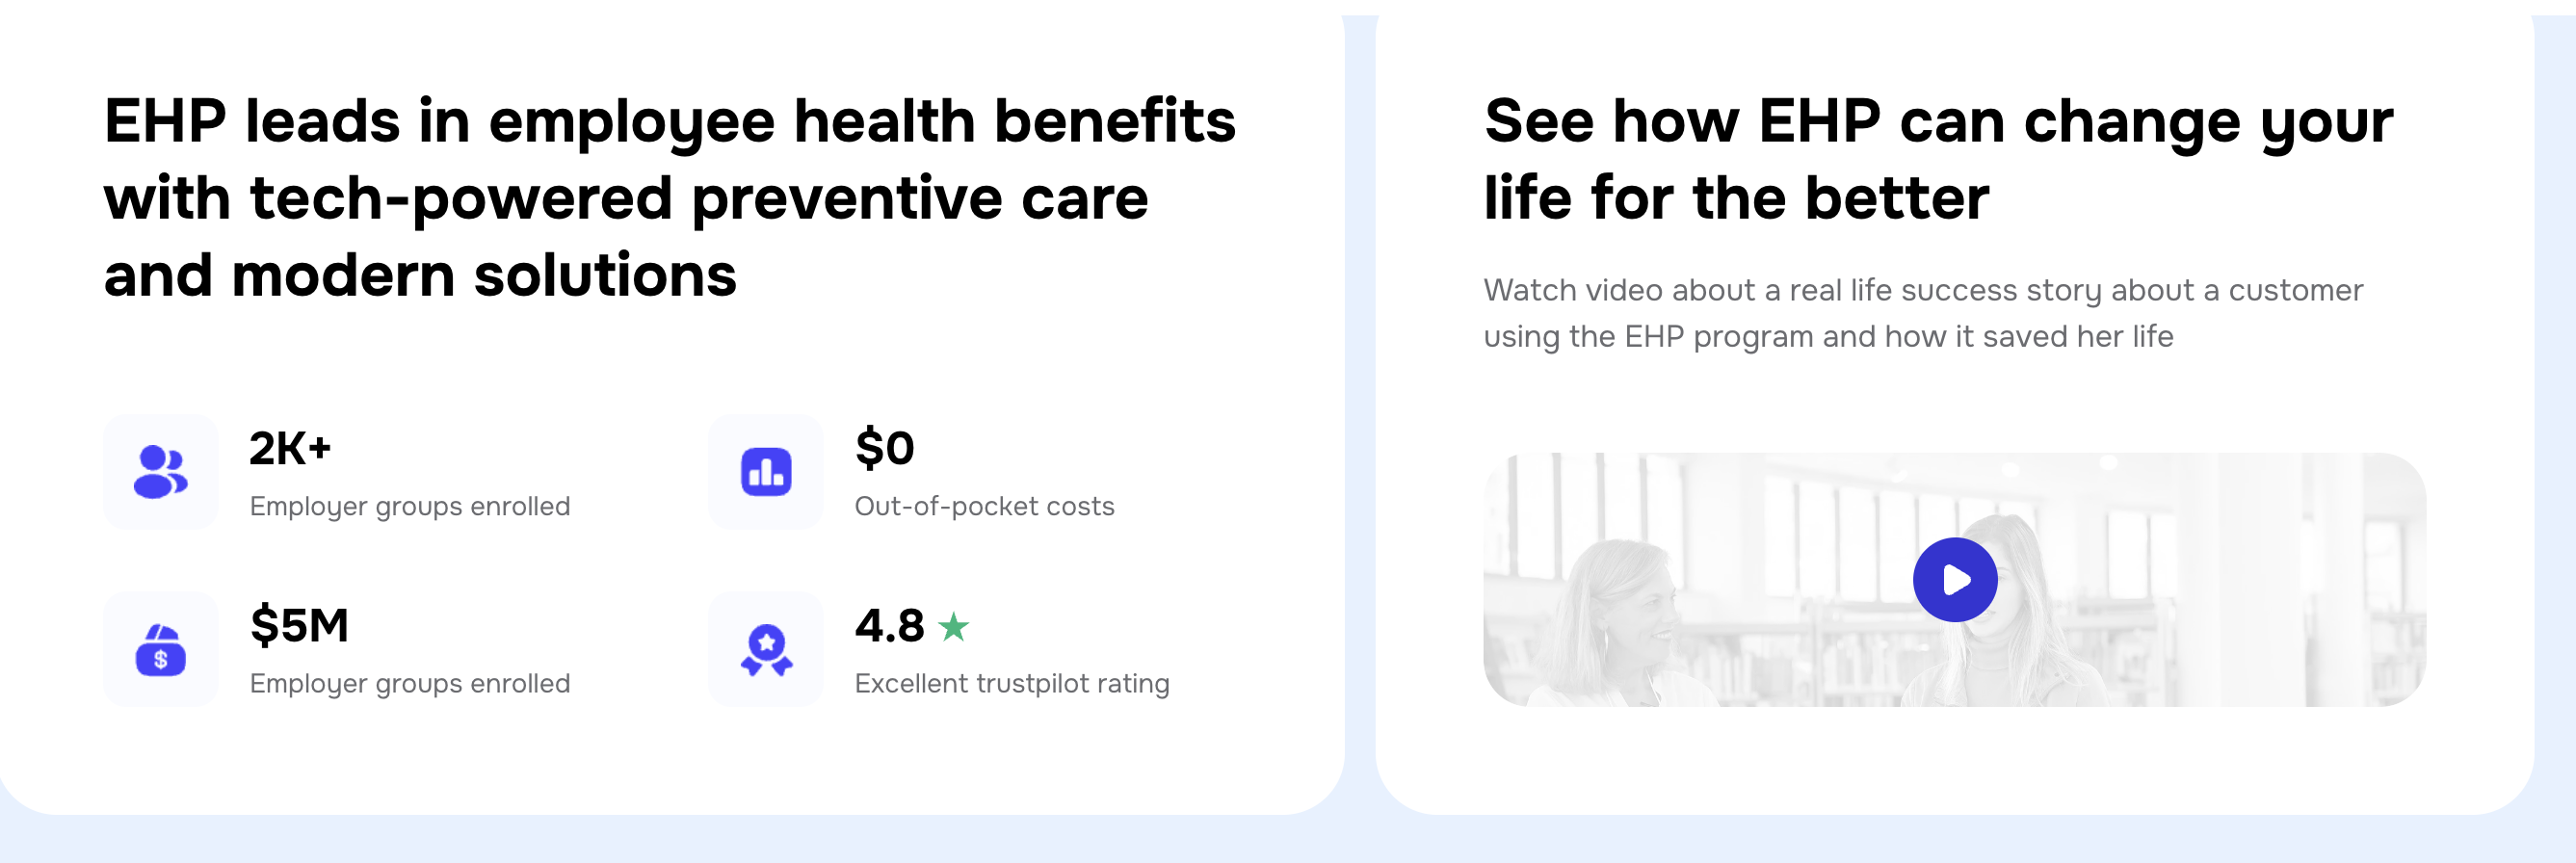 EHP leads in employee health benefits
with tech-powered preventive care
and modern solutions
2K+
Employer groups enrolled
$0
Out-of-pocket costs
$5M
Employer groups enrolled
4.8 ★
Excellent trustpilot rating
See how EHP can change your
life for the better
Watch video about a real life success story about a customer
using the EHP program and how it saved her life